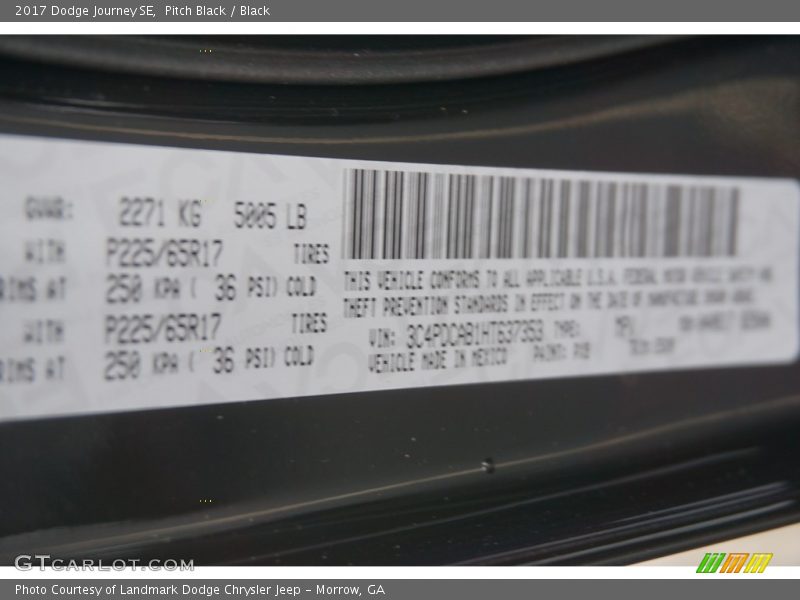 2017 Dodge Journey SE, Pitch Black / Black
GVWR: 2271 KG 5005 LB
WITH P225/65R17 TIRES
RIMS AT 250 KPA ( 36 PSI) COLD
WITH P225/65R17 TIRES
RIMS AT 250 KPA ( 36 PSI) COLD
THIS VEHICLE CONFORMS TO ALL APPLICABLE U.S.A. FEDERAL MOTOR VEHICLE SAFETY AND
THEFT PREVENTION STANDARDS IN EFFECT ON THE DATE OF MANUFACTURE SHOWN ABOVE.
VIN: 3C4PDCAB1HT637353 TYPE: MPV
VEHICLE MADE IN MEXICO PAINT: PXB
GTCARLOT.COM
Photo Courtesy of Landmark Dodge Chrysler Jeep – Morrow, GA